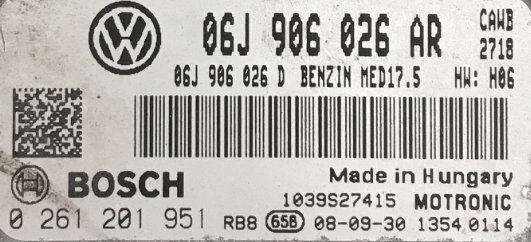 06J 906 026 AR CAWB
2718
06J 906 026 D BENZIN MED17.5 HW: H06
Made in Hungary
BOSCH 1039S27415 MOTRONIC
0 261 201 951 RB8 65B 08-09-30 1354 0114